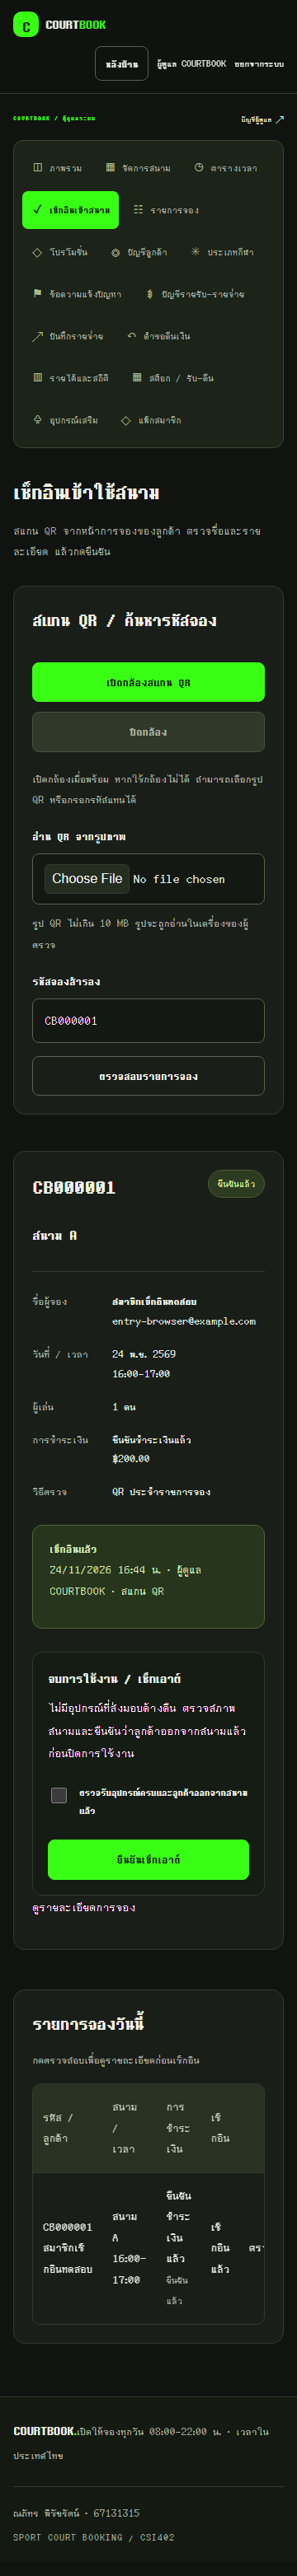 C COURTBOOK
หลังบ้าน ผู้ดูแล COURTBOOK ออกจากระบบ
COURTBOOK / ผู้ดูแลระบบ บัญชีผู้ดูแล ↗
ภาพรวม จัดการสนาม ตารางเวลา
✓ เช็กอินเข้าสนาม รายการจอง
โปรโมชั่น บัญชีลูกค้า ประเภทกีฬา
ข้อความแจ้งปัญหา ฿ บัญชีรายรับ-รายจ่าย
↗ บันทึกรายจ่าย คำขอคืนเงิน
รายได้และสถิติ สต็อก / รับ-คืน
อุปกรณ์เสริม แพ็กสมาชิก
เช็กอินเข้าใช้สนาม
สแกน QR จากหน้าการจองของลูกค้า ตรวจชื่อและราย
ละเอียด แล้วกดยืนยัน
สแกน QR / ค้นหารหัสจอง
เปิดกล้องสแกน QR
ปิดกล้อง
เปิดกล้องเมื่อพร้อม หากใช้กล้องไม่ได้ สามารถเลือกรูป
QR หรือกรอกรหัสแทนได้
อ่าน QR จากรูปภาพ
Choose File No file chosen
รูป QR ไม่เกิน 10 MB รูปจะถูกอ่านในเครื่องของผู้
ตรวจ
รหัสจองสำรอง
CB000001
ตรวจสอบรายการจอง
CB000001 ยืนยันแล้ว
สนาม A
ชื่อผู้จอง สมาชิกเช็กอินทดสอบ
entry-browser@example.com
วันที่ / เวลา 24 พ.ย. 2569
16:00-17:00
ผู้เล่น 1 คน
การชำระเงิน ยืนยันชำระเงินแล้ว
฿200.00
วิธีตรวจ QR ประจำรายการจอง
เช็กอินแล้ว
24/11/2026 16:44 น. · ผู้ดูแล
COURTBOOK · สแกน QR
จบการใช้งาน / เช็กเอาต์
ไม่มีอุปกรณ์ที่ส่งมอบค้างคืน ตรวจสภาพ
สนามและยืนยันว่าลูกค้าออกจากสนามแล้ว
ก่อนปิดการใช้งาน
ตรวจรับอุปกรณ์ครบและลูกค้าออกจากสนาม
แล้ว
ยืนยันเช็กเอาต์
ดูรายละเอียดการจอง
รายการจองวันนี้
กดตรวจสอบเพื่อดูรายละเอียดก่อนเช็กอิน
รหัส /
ลูกค้า
สนาม
/
เวลา
การ
ชำระ
เงิน
เช็
กอิน
CB000001
สมาชิกเช็
กอินทดสอบ
สนาม
A
16:00-
17:00
ยืนยัน
ชำระ
เงิน
แล้ว
ยืนยัน
แล้ว
เช็
กอิน
แล้ว
COURTBOOK.เปิดให้จองทุกวัน 08:00-22:00 น. · เวลาใน
ประเทศไทย
ณภัทร พิริยรัตน์ · 67131315
SPORT COURT BOOKING / CSI402